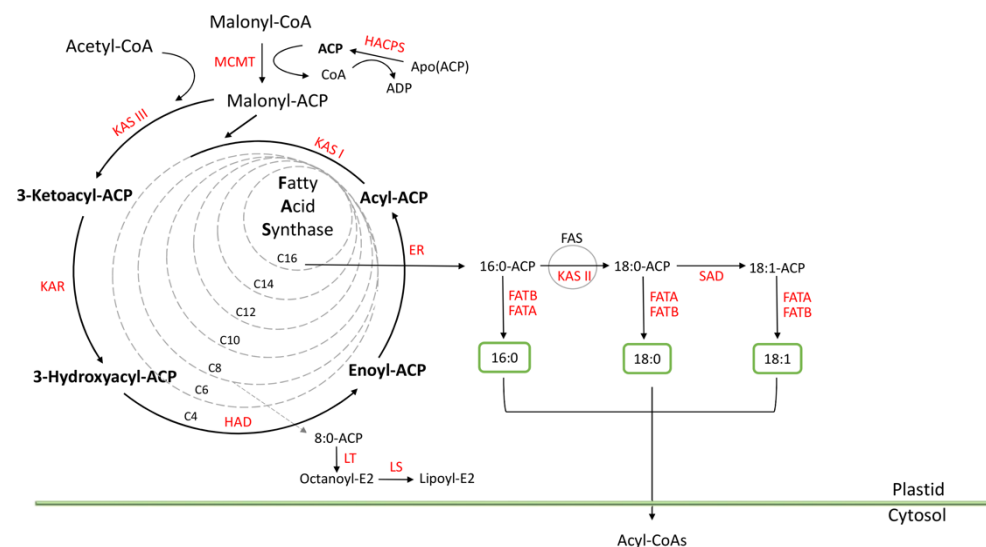 Malonyl-CoA
Acetyl-CoA
MCMT
ACP
HACPS
CoA
Apo(ACP)
ADP
Malonyl-ACP
KAS III
KAS I
3-Ketoacyl-ACP
Fatty
Acid
Synthase
Acyl-ACP
ER
KAR
C16
C14
C12
C10
C8
C6
C4
3-Hydroxyacyl-ACP
HAD
Enoyl-ACP
FAS
16:0-ACP
KAS II
18:0-ACP
SAD
18:1-ACP
FATB
FATA
FATA
FATB
FATA
FATB
16:0
18:0
18:1
8:0-ACP
LT
LS
Octanoyl-E2
Lipoyl-E2
Plastid
Cytosol
Acyl-CoAs